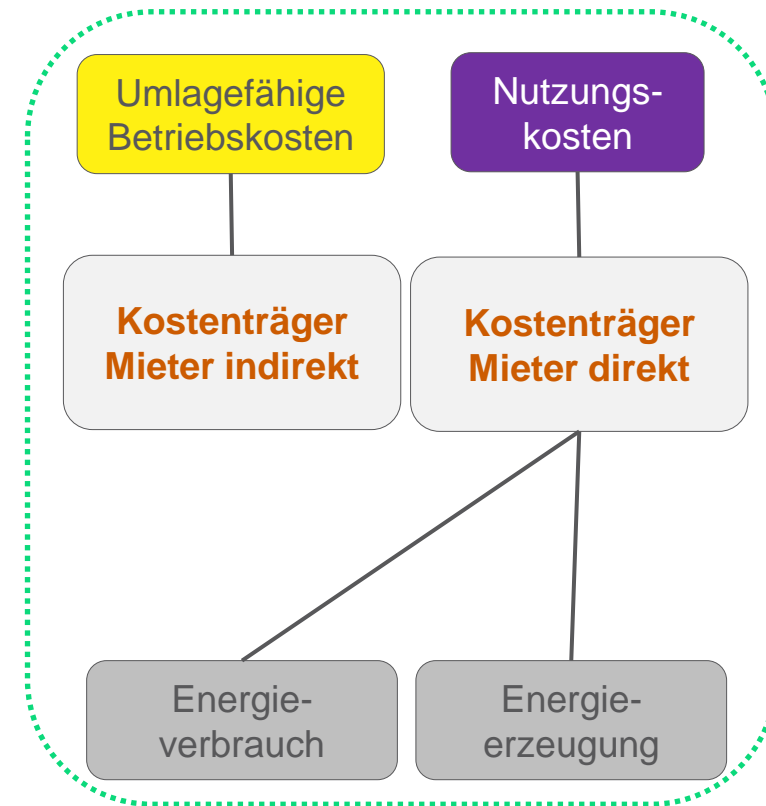 Umlagefähige
Betriebskosten
Nutzungs-
kosten
Kostenträger
Mieter indirekt
Kostenträger
Mieter direkt
Energie-
verbrauch
Energie-
erzeugung